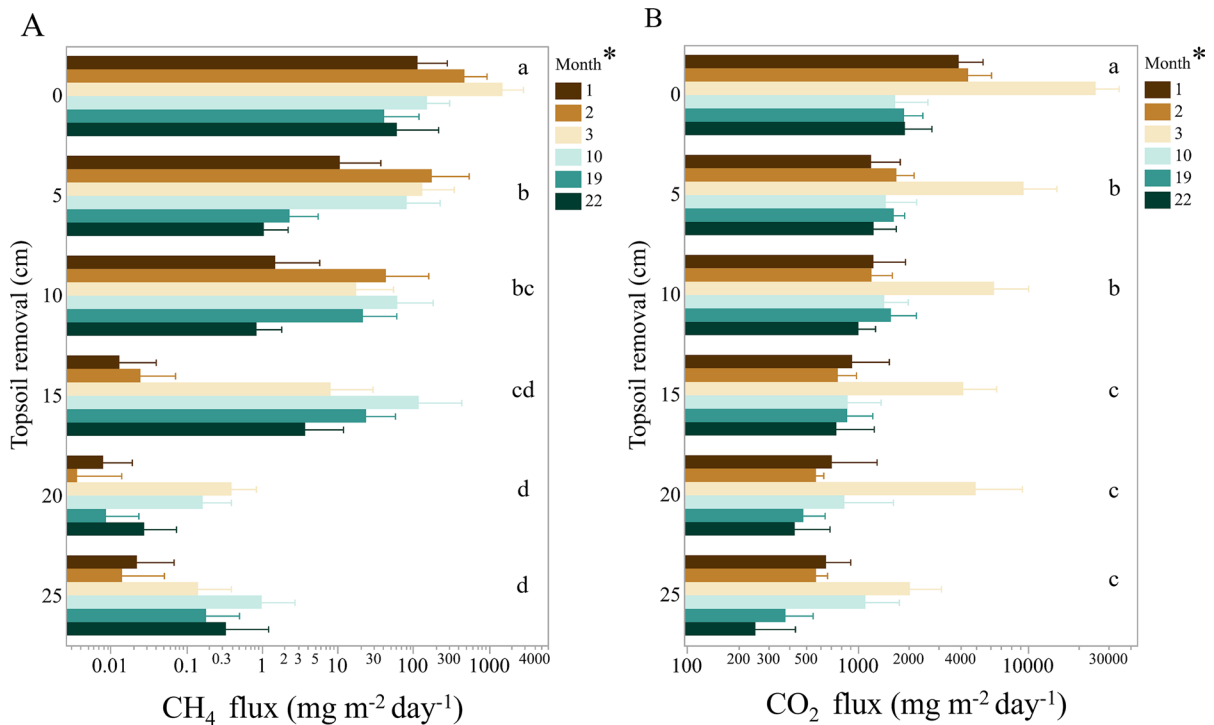 A
B
Month*
1
2
3
10
19
22
Month*
1
2
3
10
19
22
Topsoil removal (cm)
0
5
10
15
20
25
a
b
bc
cd
d
d
0.01 0.1 0.3 1 2 3 5 10 30 100 300 1000 4000
CH4 flux (mg m-2 day-1)
Topsoil removal (cm)
0
5
10
15
20
25
a
b
b
c
c
c
100 200 300 500 1000 2000 4000 10000 30000
CO2 flux (mg m-2 day-1)